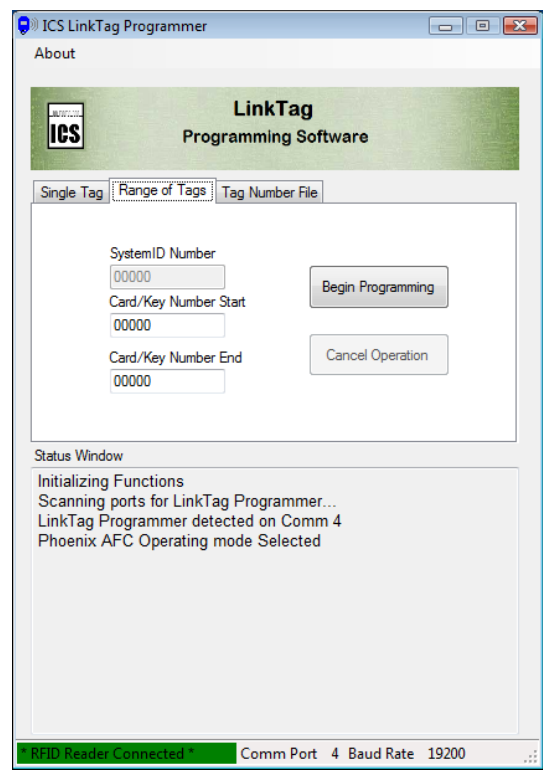 ICS LinkTag Programmer
About
ICS
LinkTag
Programming Software
Single Tag Range of Tags Tag Number File
SystemID Number
00000
Card/Key Number Start
00000
Card/Key Number End
00000
Begin Programming
Cancel Operation
Status Window
Initializing Functions
Scanning ports for LinkTag Programmer...
LinkTag Programmer detected on Comm 4
Phoenix AFC Operating mode Selected
* RFID Reader Connected * Comm Port 4 Baud Rate 19200